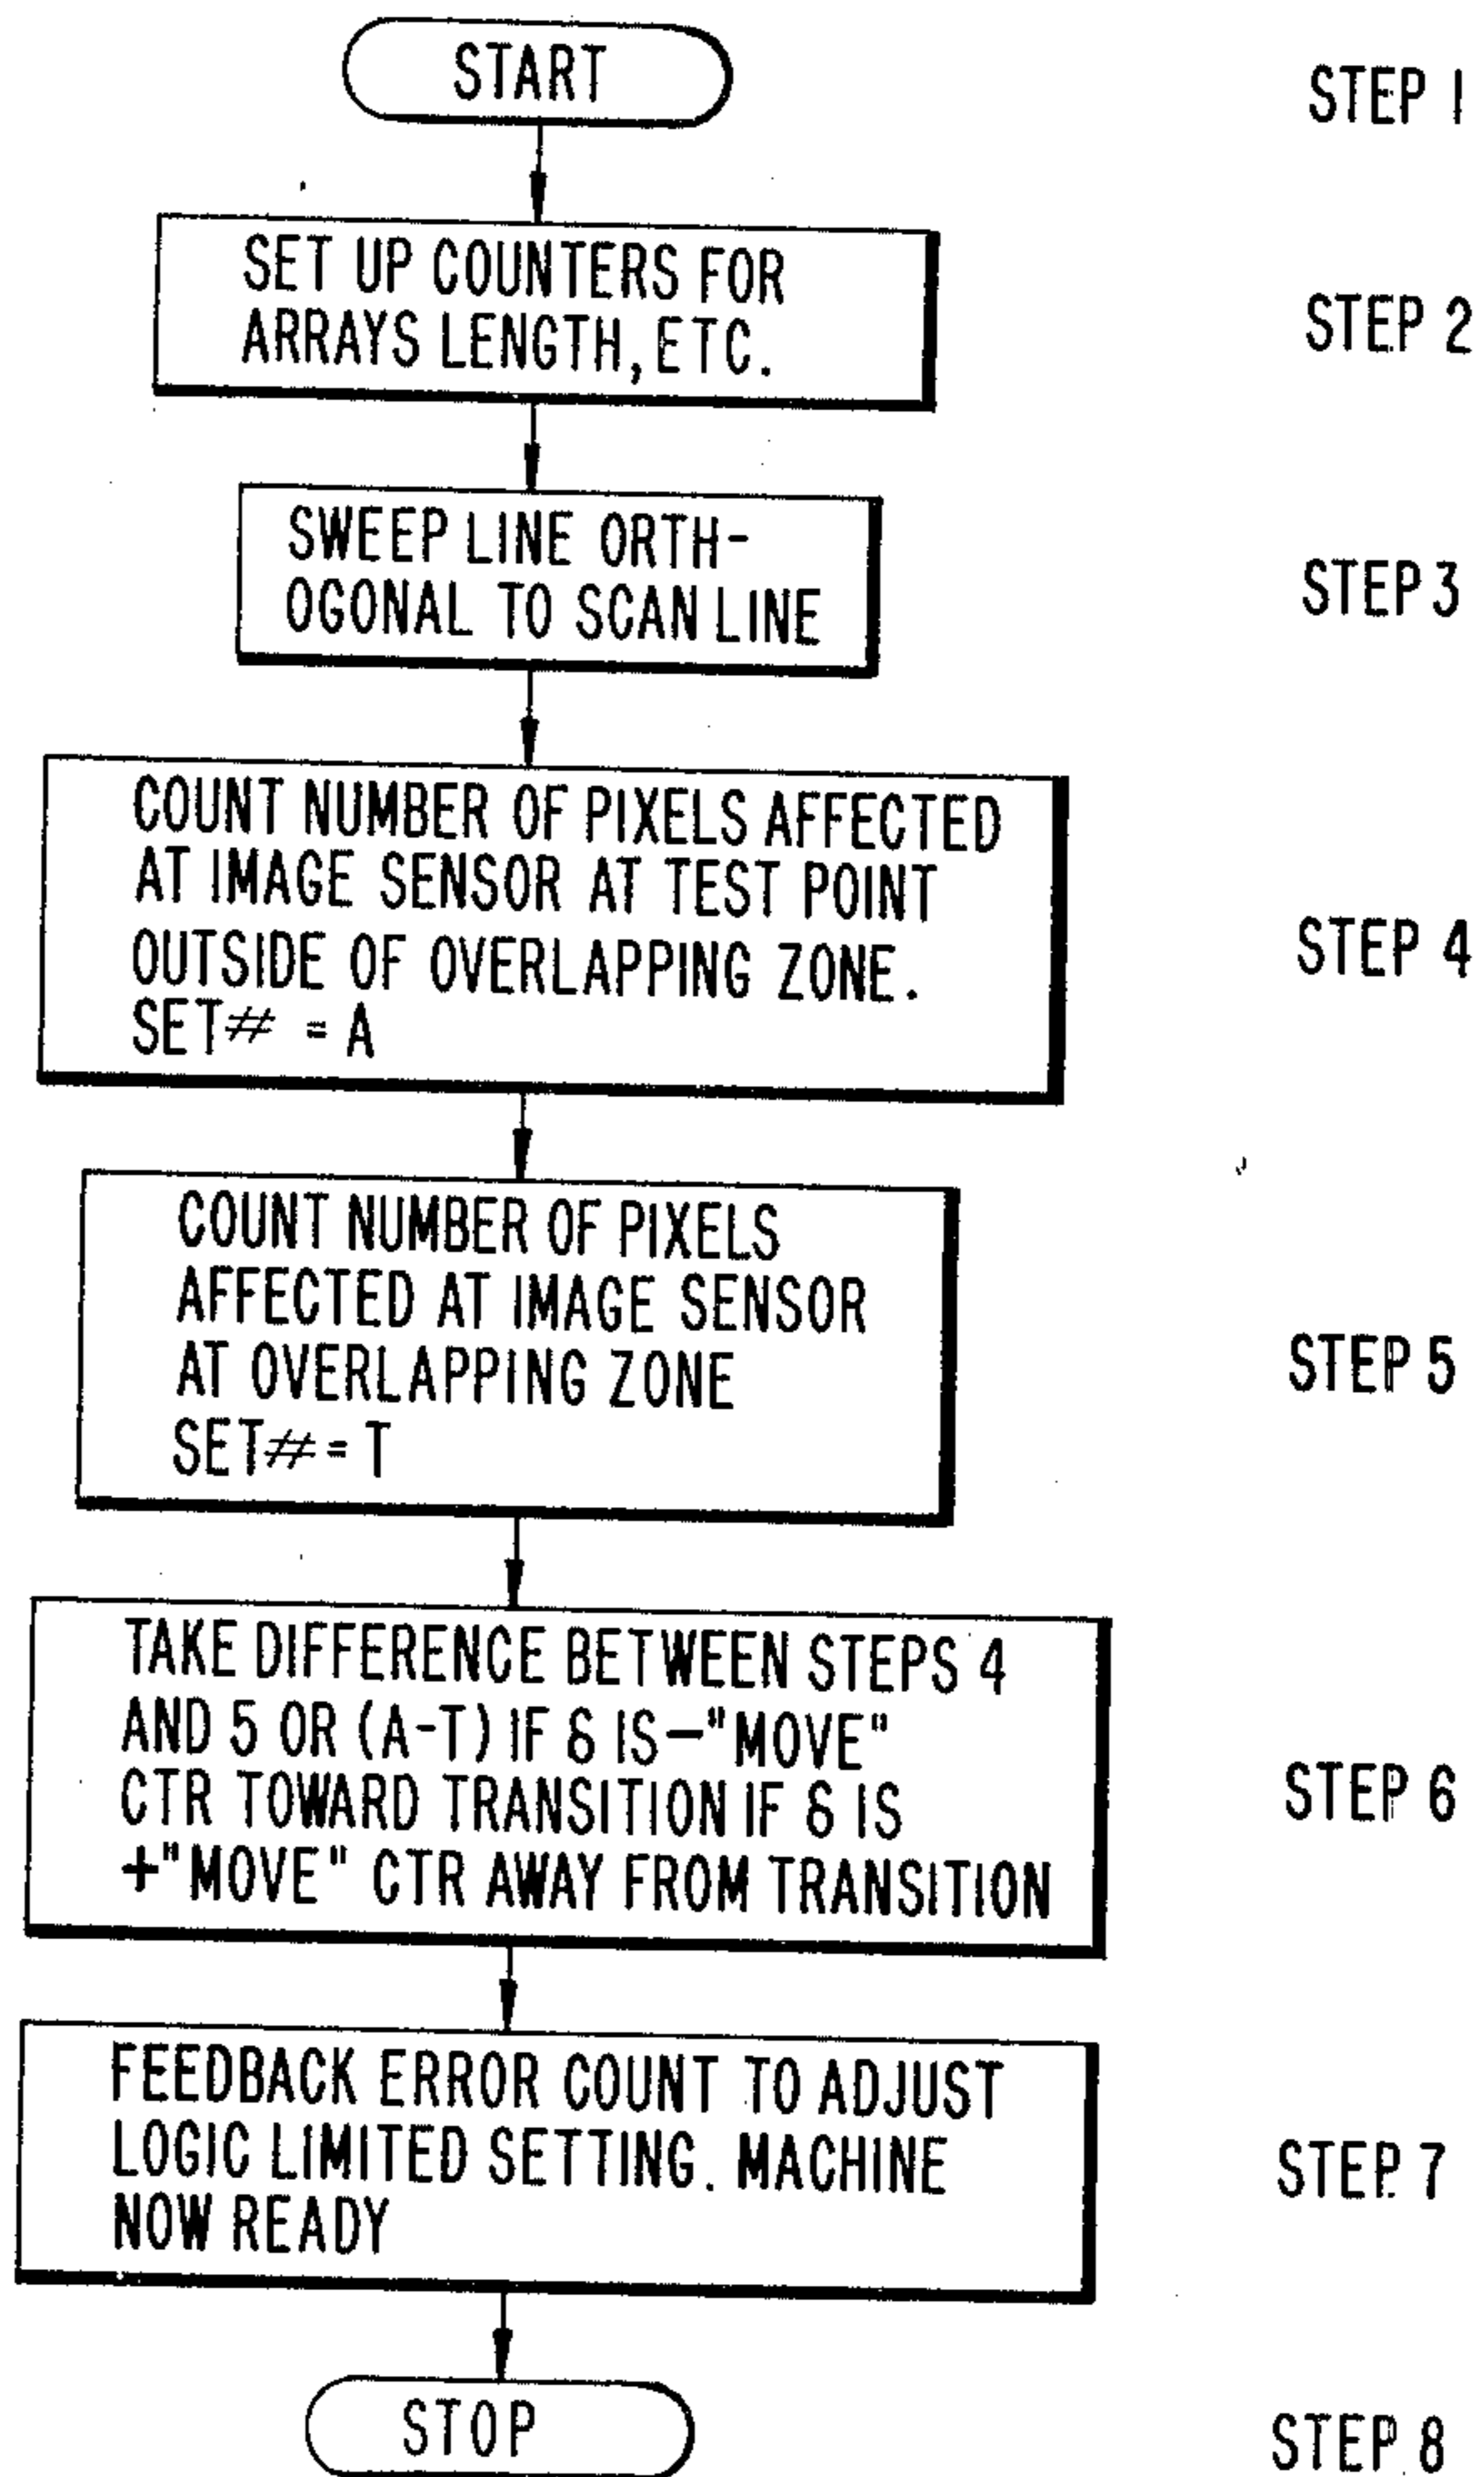 START
STEP 1
SET UP COUNTERS FOR
ARRAYS LENGTH, ETC.
STEP 2
SWEEP LINE ORTH-
OGONAL TO SCAN LINE
STEP 3
COUNT NUMBER OF PIXELS AFFECTED
AT IMAGE SENSOR AT TEST POINT
OUTSIDE OF OVERLAPPING ZONE.
SET# = A
STEP 4
COUNT NUMBER OF PIXELS
AFFECTED AT IMAGE SENSOR
AT OVERLAPPING ZONE
SET# = T
STEP 5
TAKE DIFFERENCE BETWEEN STEPS 4
AND 5 OR (A-T) IF δ IS -"MOVE"
CTR TOWARD TRANSITION IF δ IS
+"MOVE" CTR AWAY FROM TRANSITION
STEP 6
FEEDBACK ERROR COUNT TO ADJUST
LOGIC LIMITED SETTING. MACHINE
NOW READY
STEP 7
STOP
STEP 8